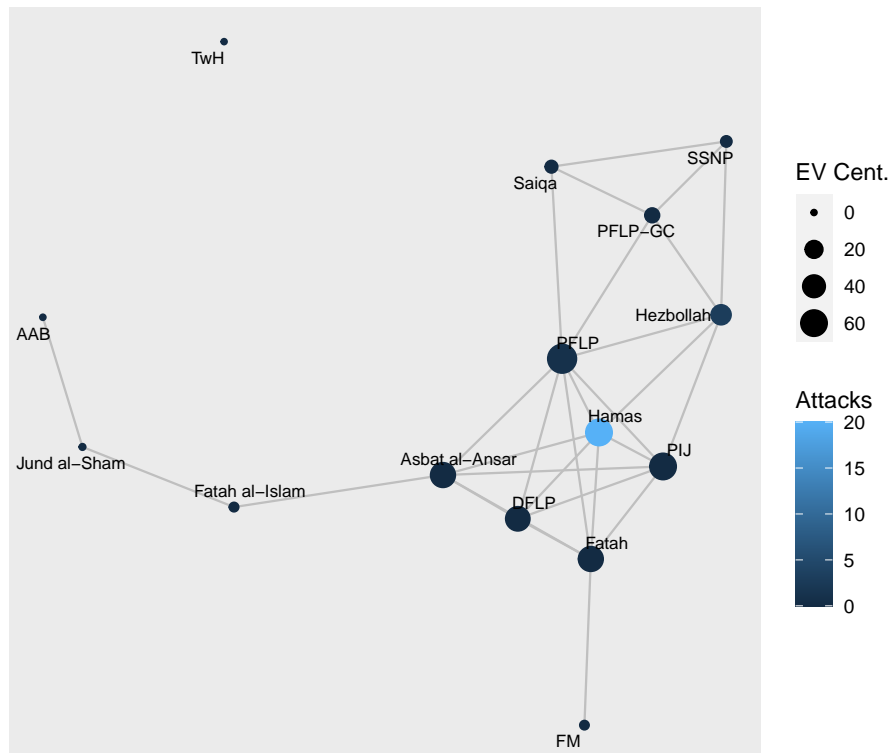 TwH
SSNP
Saiqa
PFLP−GC
Hezbollah
AAB
PFLP
Hamas
Asbat al−Ansar
PIJ
Jund al−Sham
Fatah al−Islam
DFLP
Fatah
FM
EV Cent.
0
20
40
60
Attacks
20
15
10
5
0